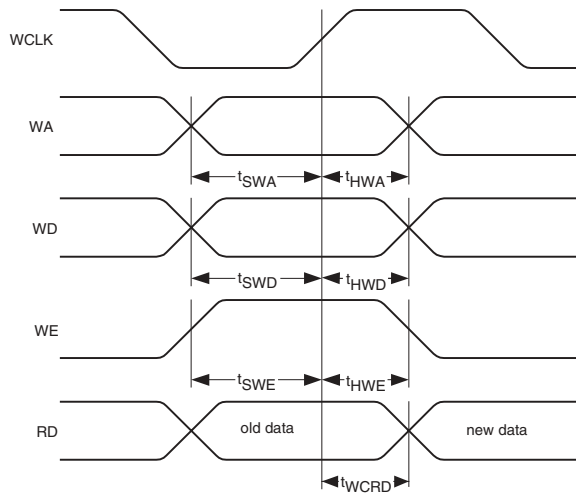 WCLK
WA
tSWA tHWA
WD
tSWD tHWD
WE
tSWE tHWE
RD old data new data
tWCRD